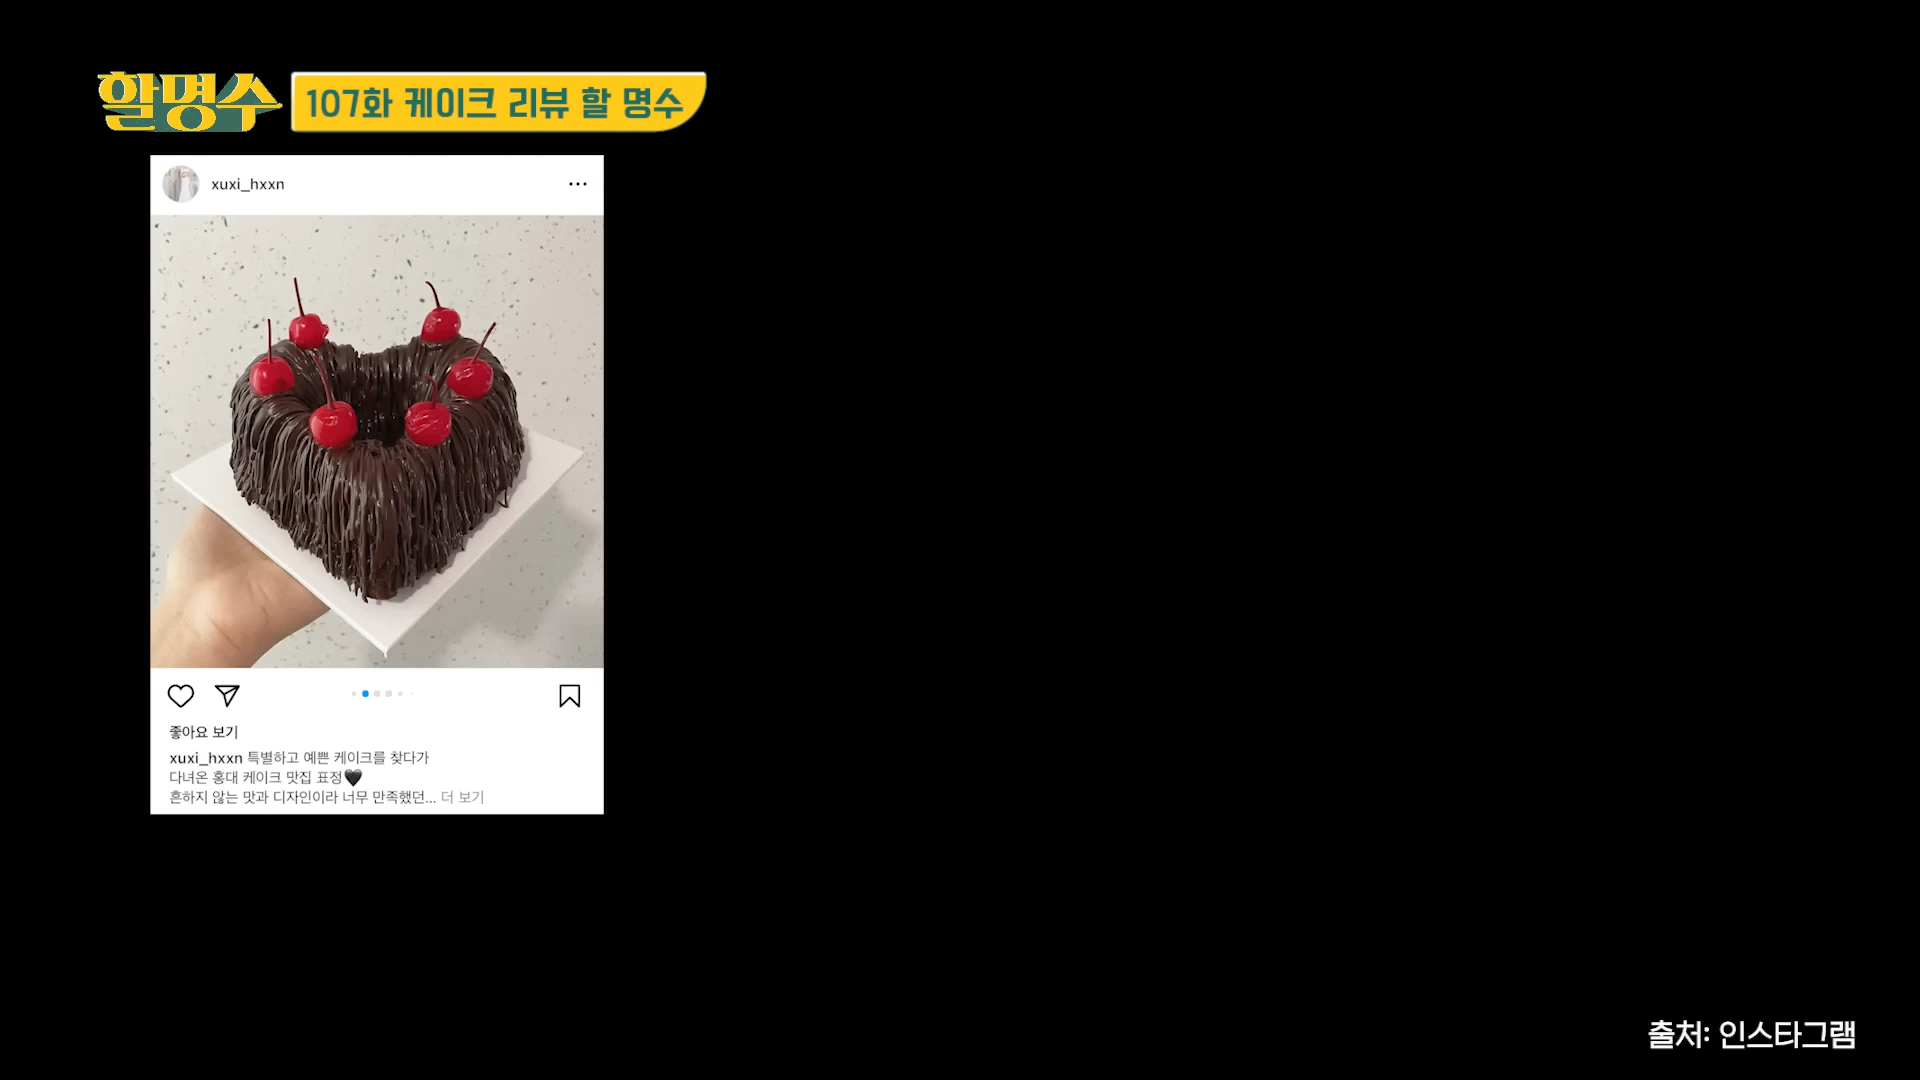 할명수
107화 케이크 리뷰 할 명수
xuxi_hxxn
좋아요 보기
xuxi_hxxn 특별하고 예쁜 케이크를 찾다가
다녀온 홍대 케이크 맛집 표정🖤
흔하지 않는 맛과 디자인이라 너무 만족했던... 더 보기
출처: 인스타그램